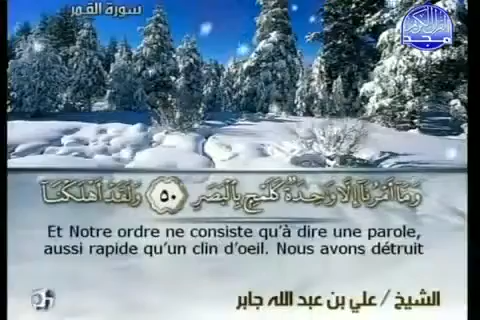 سورة القمر
المجد
وَمَا أَمْرُنَا إِلَّا وَاحِدَةٌ كَلَمْحٍ بِالْبَصَرِ ٥٠ وَلَقَدْ أَهْلَكْنَا
Et Notre ordre ne consiste qu'à dire une parole,
aussi rapide qu'un clin d'oeil. Nous avons détruit
الشيخ / علي بن عبد الله جابر